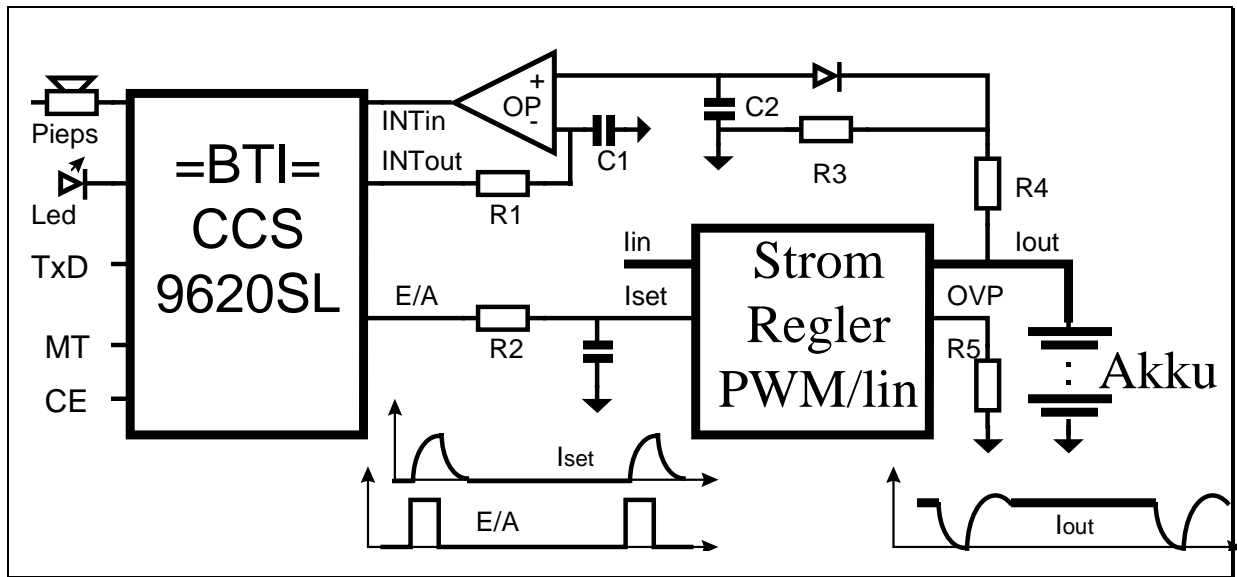 Pieps
Led
TxD
MT
CE
=BTI=
CCS
9620SL
INTin
INTout
E/A
+
OP
-
C1
R1
R2
C2
R3
R4
Iin
Iset
Strom
Regler
PWM/lin
Iout
OVP
R5
Akku
Iset
E/A
Iout